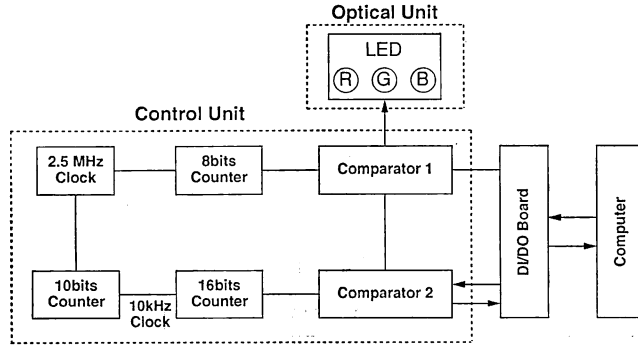 Optical Unit
LED
R G B
Control Unit
2.5 MHz
Clock
8bits
Counter
Comparator 1
DI/DO Board
Computer
10bits
Counter
10kHz
Clock
16bits
Counter
Comparator 2